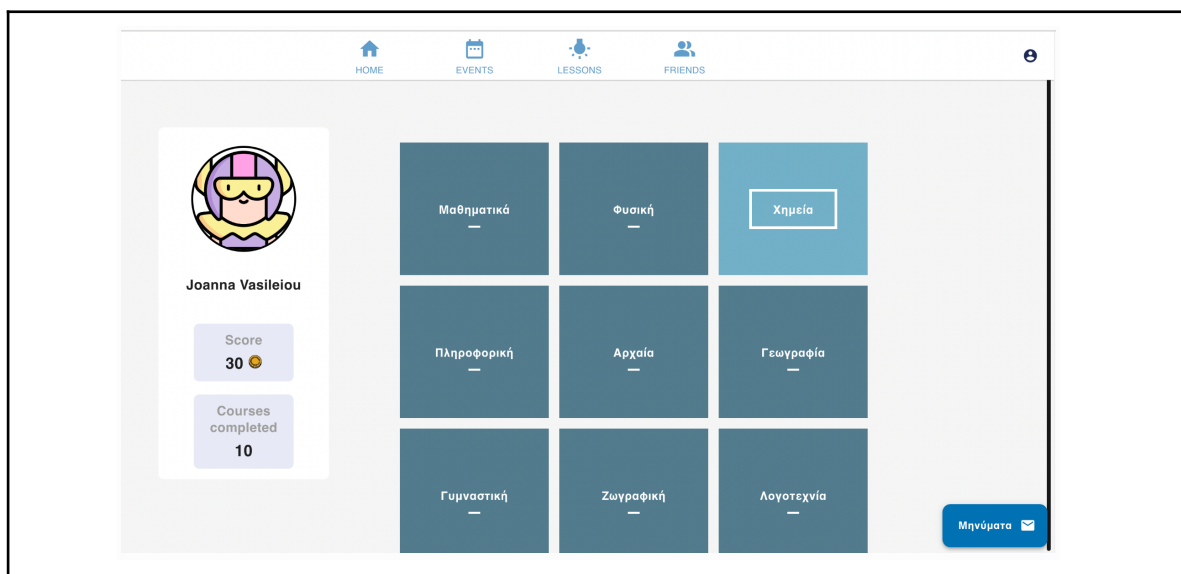 HOME EVENTS LESSONS FRIENDS
Joanna Vasileiou
Score
30
Courses
completed
10
Μαθηματικά Φυσική Χημεία
Πληροφορική Αρχαία Γεωγραφία
Γυμναστική Ζωγραφική Λογοτεχνία
Μηνύματα